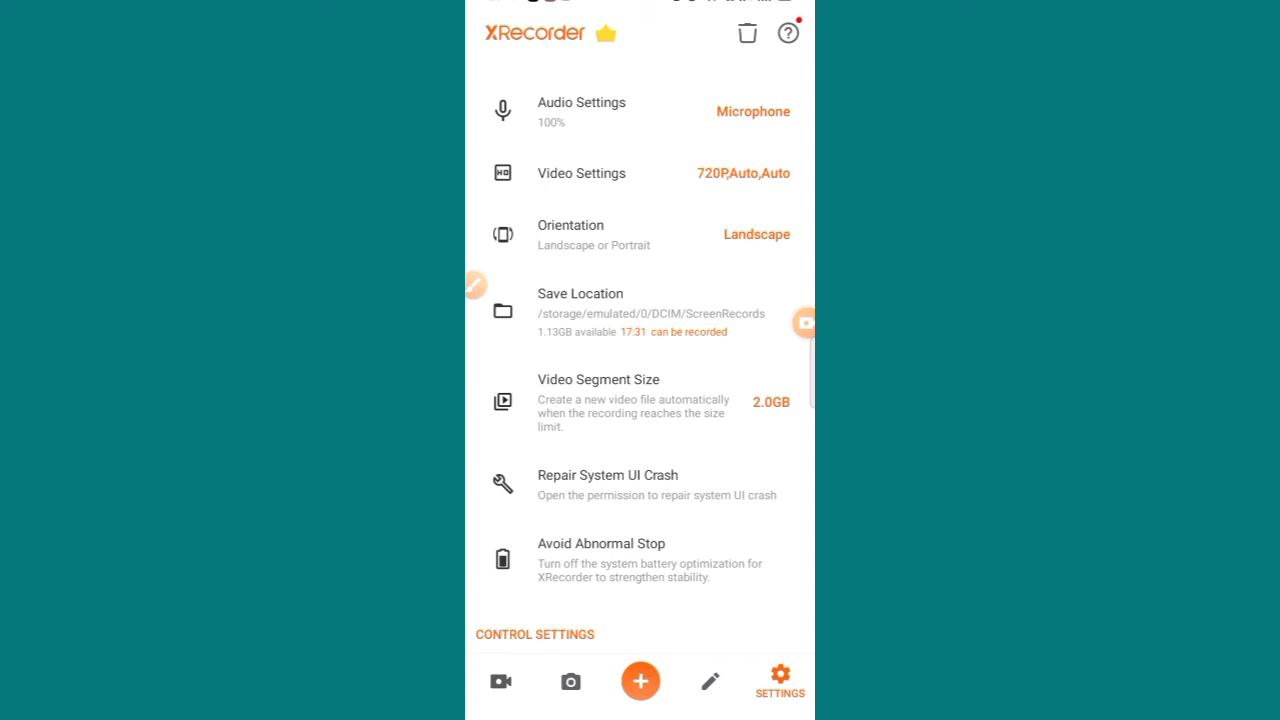 XRecorder
Audio Settings
100%
Microphone
HD
Video Settings
720P,Auto,Auto
Orientation
Landscape or Portrait
Landscape
Save Location
/storage/emulated/0/DCIM/ScreenRecords
1.13GB available 17:31 can be recorded
Video Segment Size
Create a new video file automatically
when the recording reaches the size
limit.
2.0GB
Repair System UI Crash
Open the permission to repair system UI crash
Avoid Abnormal Stop
Turn off the system battery optimization for
XRecorder to strengthen stability.
CONTROL SETTINGS
SETTINGS